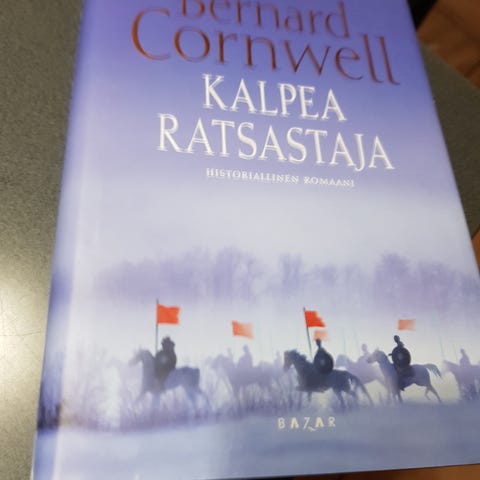 Bernard
Cornwell
KALPEA
RATSASTAJA
HISTORIALLINEN ROMAANI
BAZAR